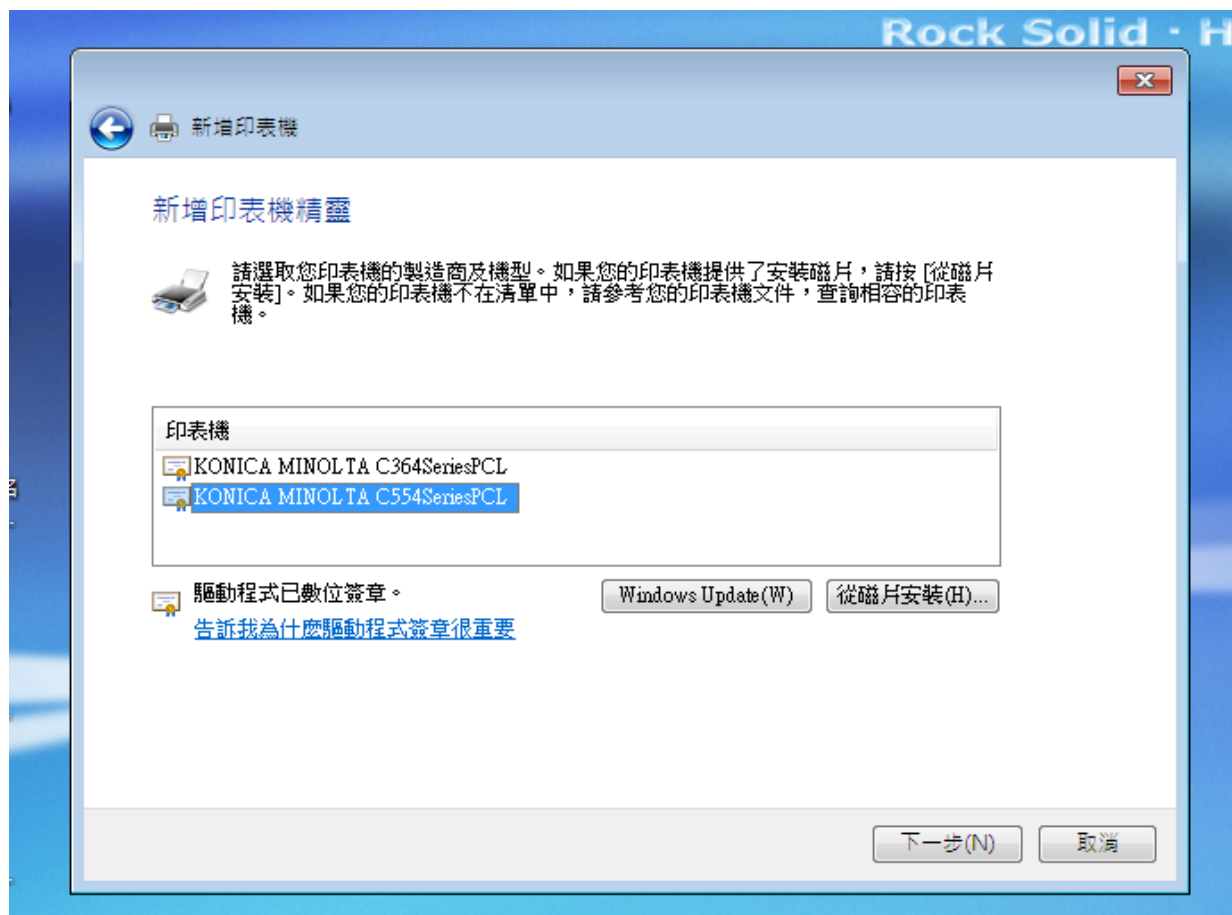 Rock Solid · H
新增印表機
新增印表機精靈
請選取您印表機的製造商及機型。如果您的印表機提供了安裝磁片，請按 [從磁片
安裝]。如果您的印表機不在清單中，請參考您的印表機文件，查詢相容的印表
機。
印表機
KONICA MINOLTA C364SeriesPCL
KONICA MINOLTA C554SeriesPCL
驅動程式已數位簽章。
Windows Update(W)
從磁片安裝(H)...
告訴我為什麼驅動程式簽章很重要
下一步(N)
取消